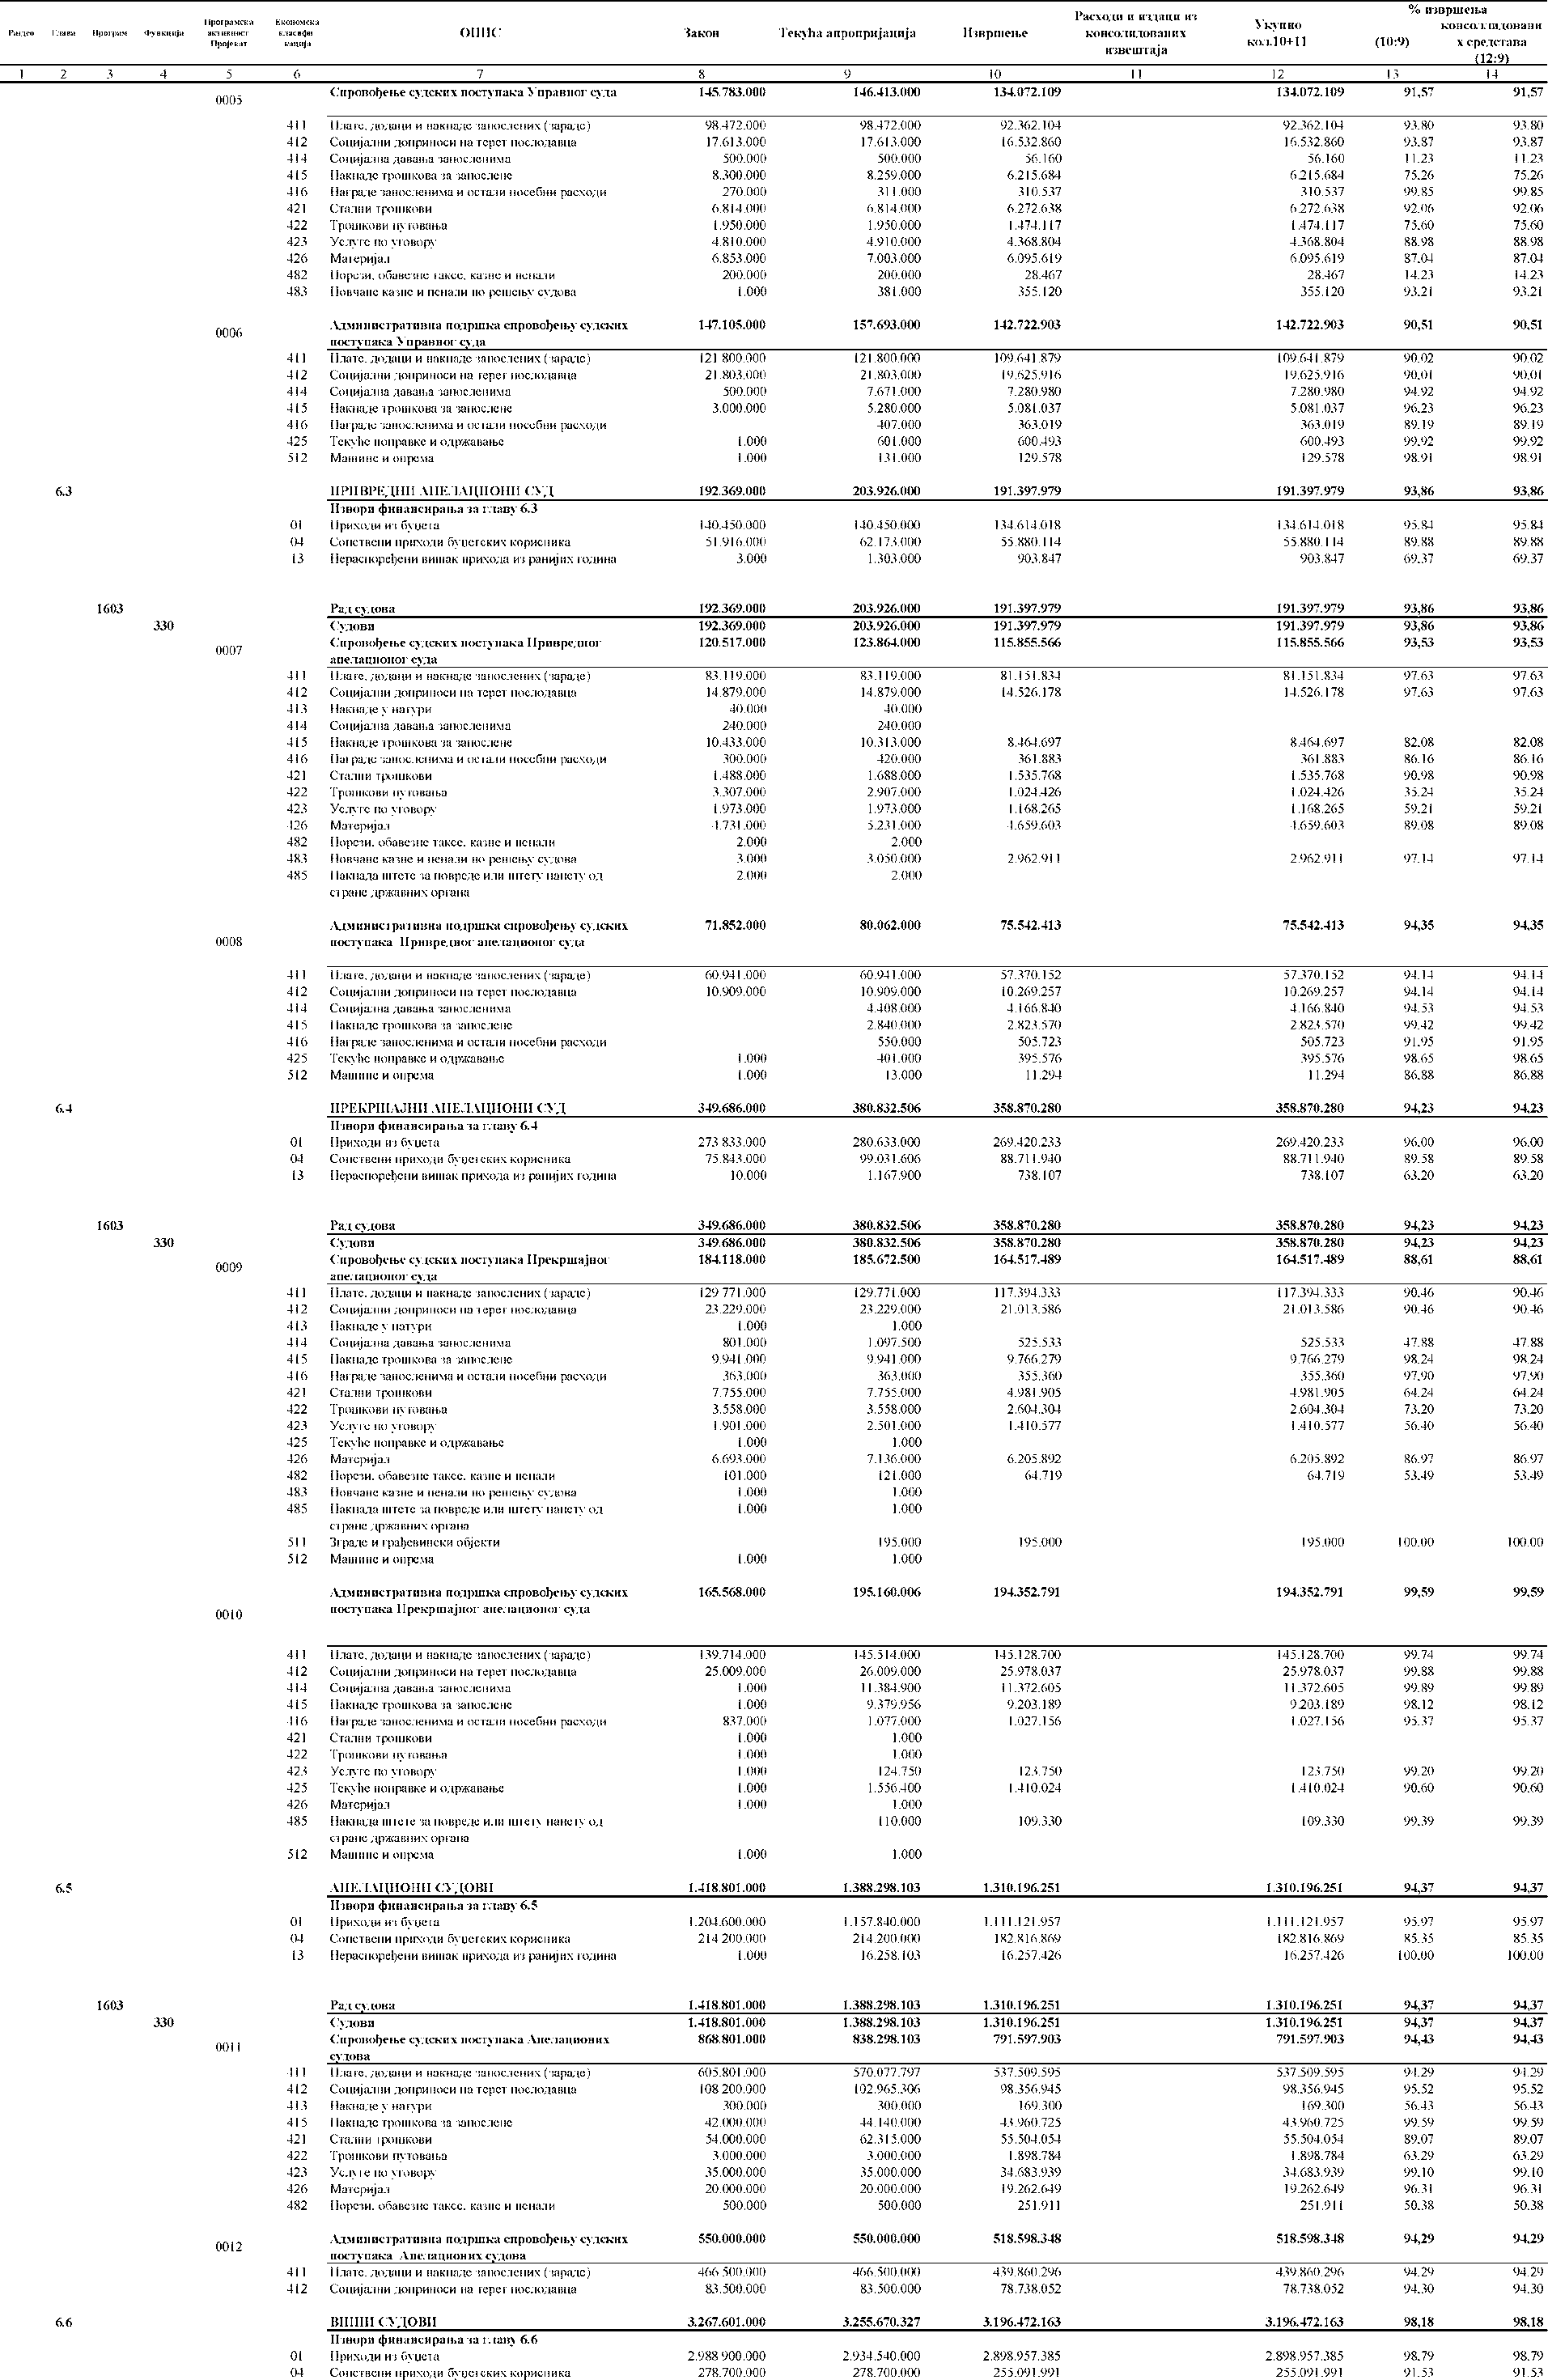 Раздео Глава Програм Функција Програмска активност Пројекат Економска класифи кација ОПИС Закон Текућа апропријација Извршење Расходи и издаци из консолидованих извештаја Укупно кол.10+11 % извршења (10:9) консолидовани х средстава (12:9)
1 2 3 4 5 6 7 8 9 10 11 12 13 14
0005 Спровођење судских поступака Управног суда 145.783.000 146.413.000 134.072.109 134.072.109 91,57 91,57
411 Плате, додаци и накнаде запослених (зараде) 98.472.000 98.472.000 92.362.104 92.362.104 93.80 93.80
412 Социјални доприноси на терет послодавца 17.613.000 17.613.000 16.532.860 16.532.860 93.87 93.87
414 Социјална давања запосленима 500.000 500.000 56.160 56.160 11.23 11.23
415 Накнаде трошкова за запослене 8.300.000 8.259.000 6.215.684 6.215.684 75.26 75.26
416 Награде запосленима и остали посебни расходи 270.000 311.000 310.537 310.537 99.85 99.85
421 Стални трошкови 6.814.000 6.814.000 6.272.638 6.272.638 92.06 92.06
422 Трошкови путовања 1.950.000 1.950.000 1.474.117 1.474.117 75.60 75.60
423 Услуге по уговору 4.810.000 4.910.000 4.368.804 4.368.804 88.98 88.98
426 Материјал 6.853.000 7.003.000 6.095.619 6.095.619 87.04 87.04
482 Порези, обавезне таксе, казне и пенали 200.000 200.000 28.467 28.467 14.23 14.23
483 Новчане казне и пенали по решењу судова 1.000 381.000 355.120 355.120 93.21 93.21
0006 Административна подршка спровођењу судских 147.105.000 157.693.000 142.722.903 142.722.903 90,51 90,51
поступака Управног суда
411 Плате, додаци и накнаде запослених (зараде) 121.800.000 121.800.000 109.641.879 109.641.879 90.02 90.02
412 Социјални доприноси на терет послодавца 21.803.000 21.803.000 19.625.916 19.625.916 90.01 90.01
414 Социјална давања запосленима 500.000 7.671.000 7.280.980 7.280.980 94.92 94.92
415 Накнаде трошкова за запослене 3.000.000 5.280.000 5.081.037 5.081.037 96.23 96.23
416 Награде запосленима и остали посебни расходи 407.000 363.019 363.019 89.19 89.19
425 Текуће поправке и одржавање 1.000 601.000 600.493 600.493 99.92 99.92
512 Машине и опрема 1.000 131.000 129.578 129.578 98.91 98.91
6.3 ПРИВРЕДНИ АПЕЛАЦИОНИ СУД 192.369.000 203.926.000 191.397.979 191.397.979 93,86 93,86
Извори финансирања за главу 6.3
01 Приходи из буџета 140.450.000 140.450.000 134.614.018 134.614.018 95.84 95.84
04 Сопствени приходи буџетских корисника 51.916.000 62.173.000 55.880.114 55.880.114 89.88 89.88
13 Нераспоређени вишак прихода из ранијих година 3.000 1.303.000 903.847 903.847 69.37 69.37
1603 Рад судова 192.369.000 203.926.000 191.397.979 191.397.979 93,86 93,86
330 Судови 192.369.000 203.926.000 191.397.979 191.397.979 93,86 93,86
0007 Спровођење судских поступака Привредног 120.517.000 123.864.000 115.855.566 115.855.566 93,53 93,53
апелационог суда
411 Плате, додаци и накнаде запослених (зараде) 83.119.000 83.119.000 81.151.834 81.151.834 97.63 97.63
412 Социјални доприноси на терет послодавца 14.879.000 14.879.000 14.526.178 14.526.178 97.63 97.63
413 Накнаде у натури 40.000 40.000
414 Социјална давања запосленима 240.000 240.000
415 Накнаде трошкова за запослене 10.433.000 10.313.000 8.464.697 8.464.697 82.08 82.08
416 Награде запосленима и остали посебни расходи 300.000 420.000 361.883 361.883 86.16 86.16
421 Стални трошкови 1.488.000 1.688.000 1.535.768 1.535.768 90.98 90.98
422 Трошкови путовања 3.307.000 2.907.000 1.024.426 1.024.426 35.24 35.24
423 Услуге по уговору 1.973.000 1.973.000 1.168.265 1.168.265 59.21 59.21
426 Материјал 4.731.000 5.231.000 4.659.603 4.659.603 89.08 89.08
482 Порези, обавезне таксе, казне и пенали 2.000 2.000
483 Новчане казне и пенали по решењу судова 3.000 3.050.000 2.962.911 2.962.911 97.14 97.14
485 Накнада штете за повреде или штету нанету од 2.000 2.000
стране државних органа
0008 Административна подршка спровођењу судских 71.852.000 80.062.000 75.542.413 75.542.413 94,35 94,35
поступака Привредног апелационог суда
411 Плате, додаци и накнаде запослених (зараде) 60.941.000 60.941.000 57.370.152 57.370.152 94.14 94.14
412 Социјални доприноси на терет послодавца 10.909.000 10.909.000 10.269.257 10.269.257 94.14 94.14
414 Социјална давања запосленима 4.408.000 4.166.840 4.166.840 94.53 94.53
415 Накнаде трошкова за запослене 2.840.000 2.823.570 2.823.570 99.42 99.42
416 Награде запосленима и остали посебни расходи 550.000 505.723 505.723 91.95 91.95
425 Текуће поправке и одржавање 1.000 401.000 395.576 395.576 98.65 98.65
512 Машине и опрема 1.000 13.000 11.294 11.294 86.88 86.88
6.4 ПРЕКРШАЈНИ АПЕЛАЦИОНИ СУД 349.686.000 380.832.506 358.870.280 358.870.280 94,23 94,23
Извори финансирања за главу 6.4
01 Приходи из буџета 273.833.000 280.633.000 269.420.233 269.420.233 96.00 96.00
04 Сопствени приходи буџетских корисника 75.843.000 99.031.606 88.711.940 88.711.940 89.58 89.58
13 Нераспоређени вишак прихода из ранијих година 10.000 1.167.900 738.107 738.107 63.20 63.20
1603 Рад судова 349.686.000 380.832.506 358.870.280 358.870.280 94,23 94,23
330 Судови 349.686.000 380.832.506 358.870.280 358.870.280 94,23 94,23
0009 Спровођење судских поступака Прекршајног 184.118.000 185.672.500 164.517.489 164.517.489 88,61 88,61
апелационог суда
411 Плате, додаци и накнаде запослених (зараде) 129.771.000 129.771.000 117.394.333 117.394.333 90.46 90.46
412 Социјални доприноси на терет послодавца 23.229.000 23.229.000 21.013.586 21.013.586 90.46 90.46
413 Накнаде у натури 1.000 1.000
414 Социјална давања запосленима 801.000 1.097.500 525.533 525.533 47.88 47.88
415 Накнаде трошкова за запослене 9.941.000 9.941.000 9.766.279 9.766.279 98.24 98.24
416 Награде запосленима и остали посебни расходи 363.000 363.000 355.360 355.360 97.90 97.90
421 Стални трошкови 7.755.000 7.755.000 4.981.905 4.981.905 64.24 64.24
422 Трошкови путовања 3.558.000 3.558.000 2.604.304 2.604.304 73.20 73.20
423 Услуге по уговору 1.901.000 2.501.000 1.410.577 1.410.577 56.40 56.40
425 Текуће поправке и одржавање 1.000 1.000
426 Материјал 6.693.000 7.136.000 6.205.892 6.205.892 86.97 86.97
482 Порези, обавезне таксе, казне и пенали 101.000 121.000 64.719 64.719 53.49 53.49
483 Новчане казне и пенали по решењу судова 1.000 1.000
485 Накнада штете за повреде или штету нанету од 1.000 1.000
стране државних органа
511 Зграде и грађевински објекти 195.000 195.000 195.000 100.00 100.00
512 Машине и опрема 1.000 1.000
0010 Административна подршка спровођењу судских 165.568.000 195.160.006 194.352.791 194.352.791 99,59 99,59
поступака Прекршајног апелационог суда
411 Плате, додаци и накнаде запослених (зараде) 139.714.000 145.514.000 145.128.700 145.128.700 99.74 99.74
412 Социјални доприноси на терет послодавца 25.009.000 26.009.000 25.978.037 25.978.037 99.88 99.88
414 Социјална давања запосленима 1.000 11.384.900 11.372.605 11.372.605 99.89 99.89
415 Накнаде трошкова за запослене 1.000 9.379.956 9.203.189 9.203.189 98.12 98.12
416 Награде запосленима и остали посебни расходи 837.000 1.077.000 1.027.156 1.027.156 95.37 95.37
421 Стални трошкови 1.000 1.000
422 Трошкови путовања 1.000 1.000
423 Услуге по уговору 1.000 124.750 123.750 123.750 99.20 99.20
425 Текуће поправке и одржавање 1.000 1.556.400 1.410.024 1.410.024 90.60 90.60
426 Материјал 1.000 1.000
485 Накнада штете за повреде или штету нанету од 110.000 109.330 109.330 99.39 99.39
стране државних органа
512 Машине и опрема 1.000 1.000
6.5 АПЕЛАЦИОНИ СУДОВИ 1.418.801.000 1.388.298.103 1.310.196.251 1.310.196.251 94,37 94,37
Извори финансирања за главу 6.5
01 Приходи из буџета 1.204.600.000 1.157.840.000 1.111.121.957 1.111.121.957 95.97 95.97
04 Сопствени приходи буџетских корисника 214.200.000 214.200.000 182.816.869 182.816.869 85.35 85.35
13 Нераспоређени вишак прихода из ранијих година 1.000 16.258.103 16.257.426 16.257.426 100.00 100.00
1603 Рад судова 1.418.801.000 1.388.298.103 1.310.196.251 1.310.196.251 94,37 94,37
330 Судови 1.418.801.000 1.388.298.103 1.310.196.251 1.310.196.251 94,37 94,37
0011 Спровођење судских поступака Апелационих 868.801.000 838.298.103 791.597.903 791.597.903 94,43 94,43
судова
411 Плате, додаци и накнаде запослених (зараде) 605.801.000 570.077.797 537.509.595 537.509.595 94.29 94.29
412 Социјални доприноси на терет послодавца 108.200.000 102.965.306 98.356.945 98.356.945 95.52 95.52
413 Накнаде у натури 300.000 300.000 169.300 169.300 56.43 56.43
415 Накнаде трошкова за запослене 42.000.000 44.140.000 43.960.725 43.960.725 99.59 99.59
421 Стални трошкови 54.000.000 62.315.000 55.504.054 55.504.054 89.07 89.07
422 Трошкови путовања 3.000.000 3.000.000 1.898.784 1.898.784 63.29 63.29
423 Услуге по уговору 35.000.000 35.000.000 34.683.939 34.683.939 99.10 99.10
426 Материјал 20.000.000 20.000.000 19.262.649 19.262.649 96.31 96.31
482 Порези, обавезне таксе, казне и пенали 500.000 500.000 251.911 251.911 50.38 50.38
0012 Административна подршка спровођењу судских 550.000.000 550.000.000 518.598.348 518.598.348 94,29 94,29
поступака Апелационих судова
411 Плате, додаци и накнаде запослених (зараде) 466.500.000 466.500.000 439.860.296 439.860.296 94.29 94.29
412 Социјални доприноси на терет послодавца 83.500.000 83.500.000 78.738.052 78.738.052 94.30 94.30
6.6 ВИШИ СУДОВИ 3.267.601.000 3.255.670.327 3.196.472.163 3.196.472.163 98,18 98,18
Извори финансирања за главу 6.6
01 Приходи из буџета 2.988.900.000 2.934.540.000 2.898.957.385 2.898.957.385 98.79 98.79
04 Сопствени приходи буџетских корисника 278.700.000 278.700.000 255.091.991 255.091.991 91.53 91.53